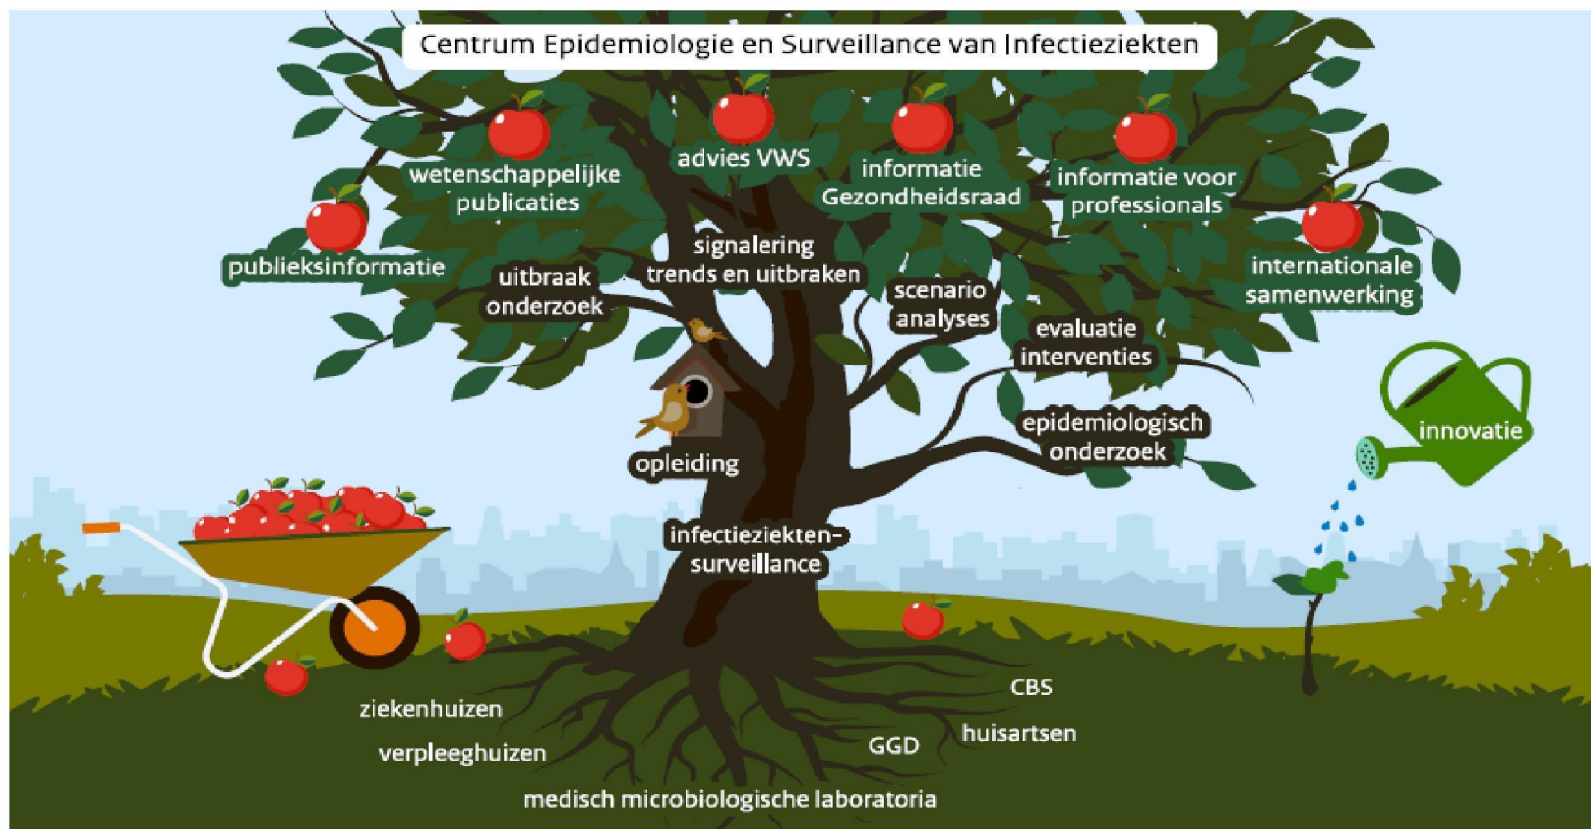 Centrum Epidemiologie en Surveillance van Infectieziekten
wetenschappelijke
publicaties
advies VWS
informatie
Gezondheidsraad
informatie voor
professionals
publieksinformatie
internationale
samenwerking
uitbraak
onderzoek
signalering
trends en uitbraken
scenario
analyses
evaluatie
interventies
epidemiologisch
onderzoek
innovatie
opleiding
infectieziekten-
surveillance
ziekenhuizen
verpleeghuizen
medisch microbiologische laboratoria
GGD
huisartsen
CBS